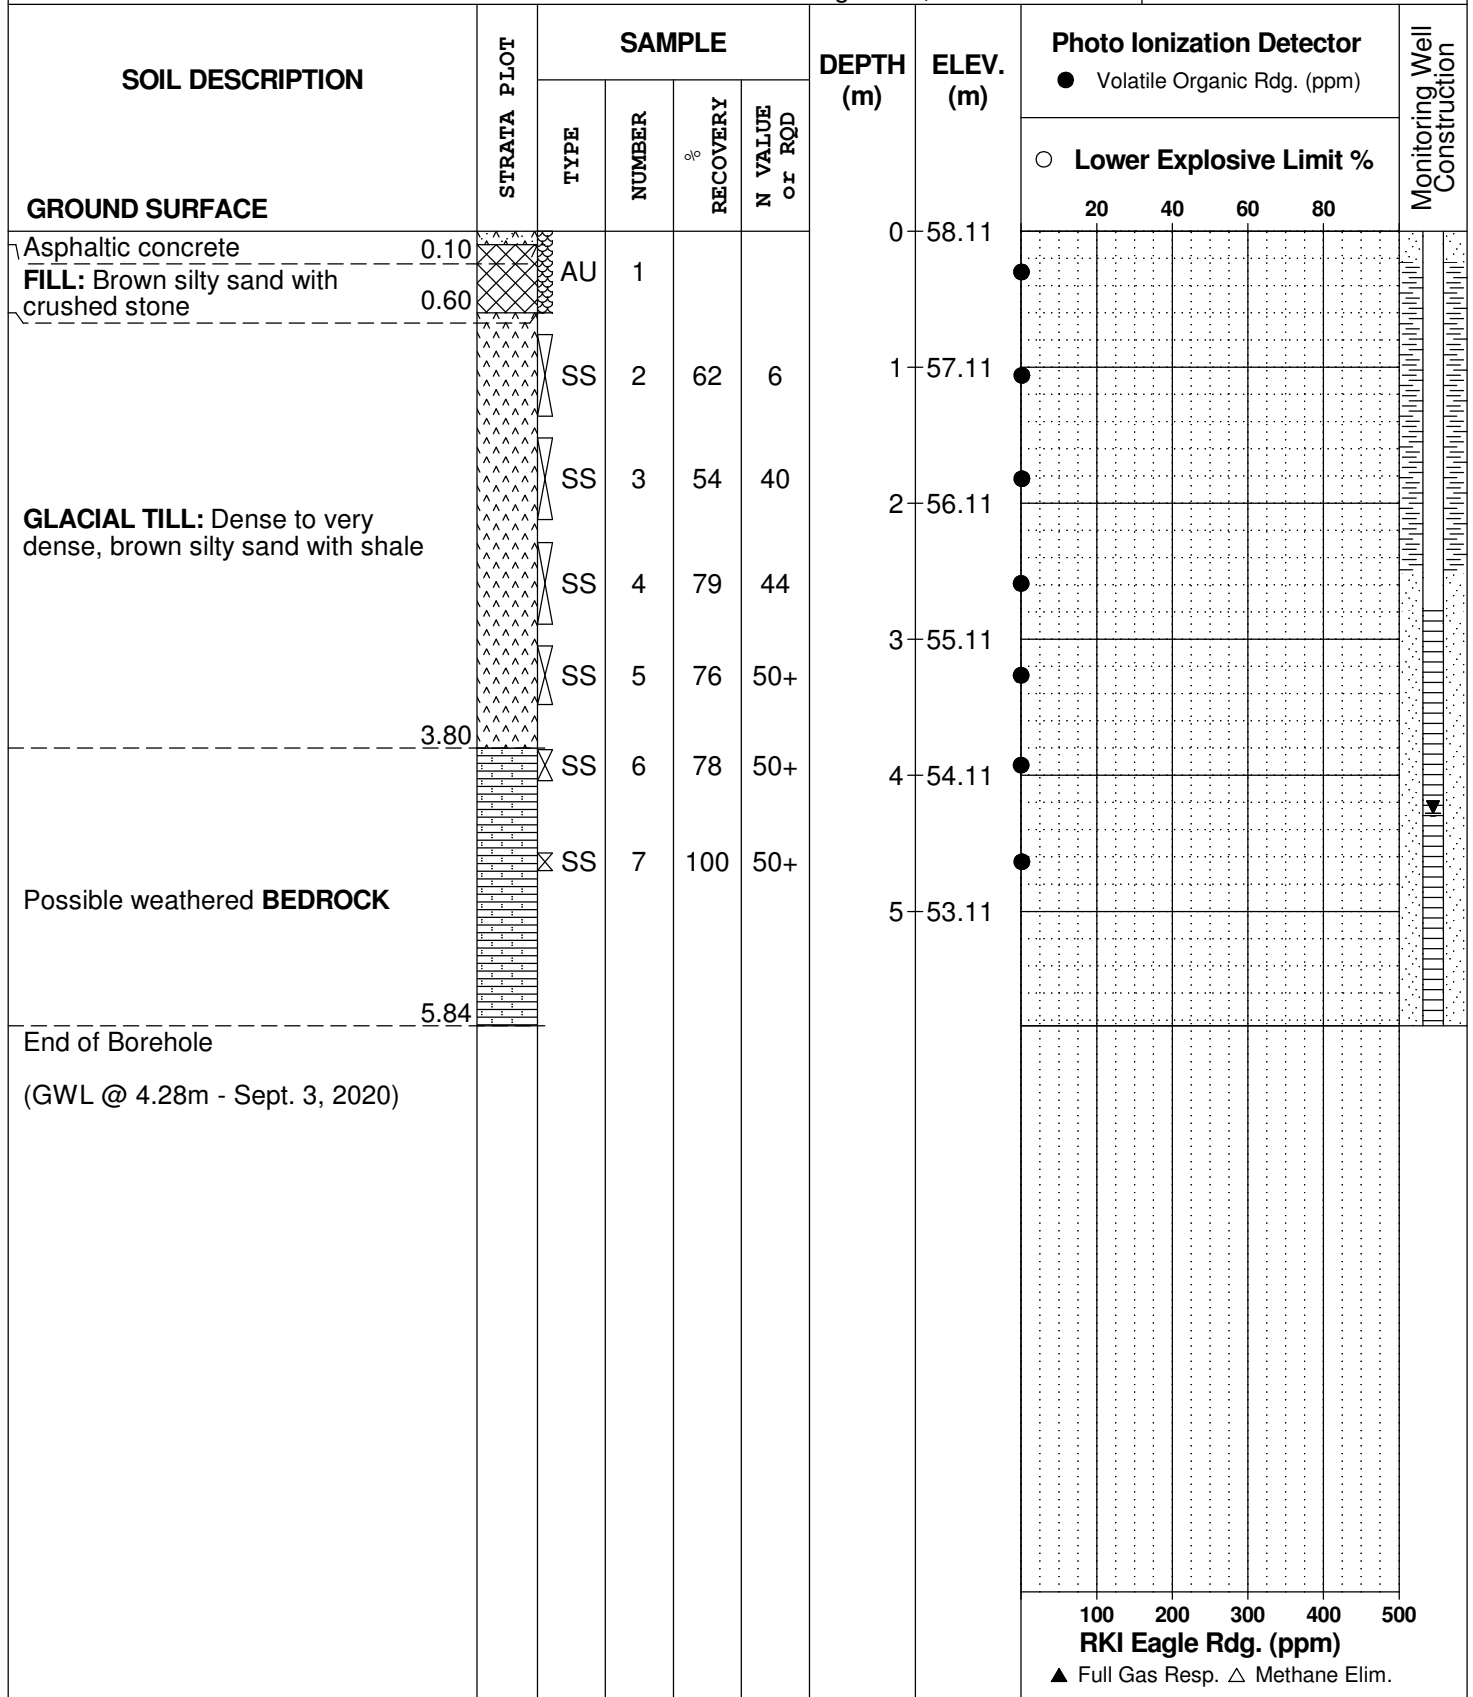 SOIL DESCRIPTION
GROUND SURFACE
STRATA PLOT
SAMPLE
TYPE
NUMBER
%
RECOVERY
N VALUE
or RQD
DEPTH
(m)
ELEV.
(m)
Photo Ionization Detector
● Volatile Organic Rdg. (ppm)
○ Lower Explosive Limit %
20 40 60 80
Monitoring Well
Construction
0 58.11
Asphaltic concrete 0.10
FILL: Brown silty sand with
crushed stone 0.60
AU 1
SS 2 62 6
1 57.11
SS 3 54 40
2 56.11
GLACIAL TILL: Dense to very
dense, brown silty sand with shale
SS 4 79 44
3 55.11
SS 5 76 50+
3.80
SS 6 78 50+
4 54.11
SS 7 100 50+
Possible weathered BEDROCK
5 53.11
5.84
End of Borehole
(GWL @ 4.28m - Sept. 3, 2020)
100 200 300 400 500
RKI Eagle Rdg. (ppm)
▲ Full Gas Resp. △ Methane Elim.